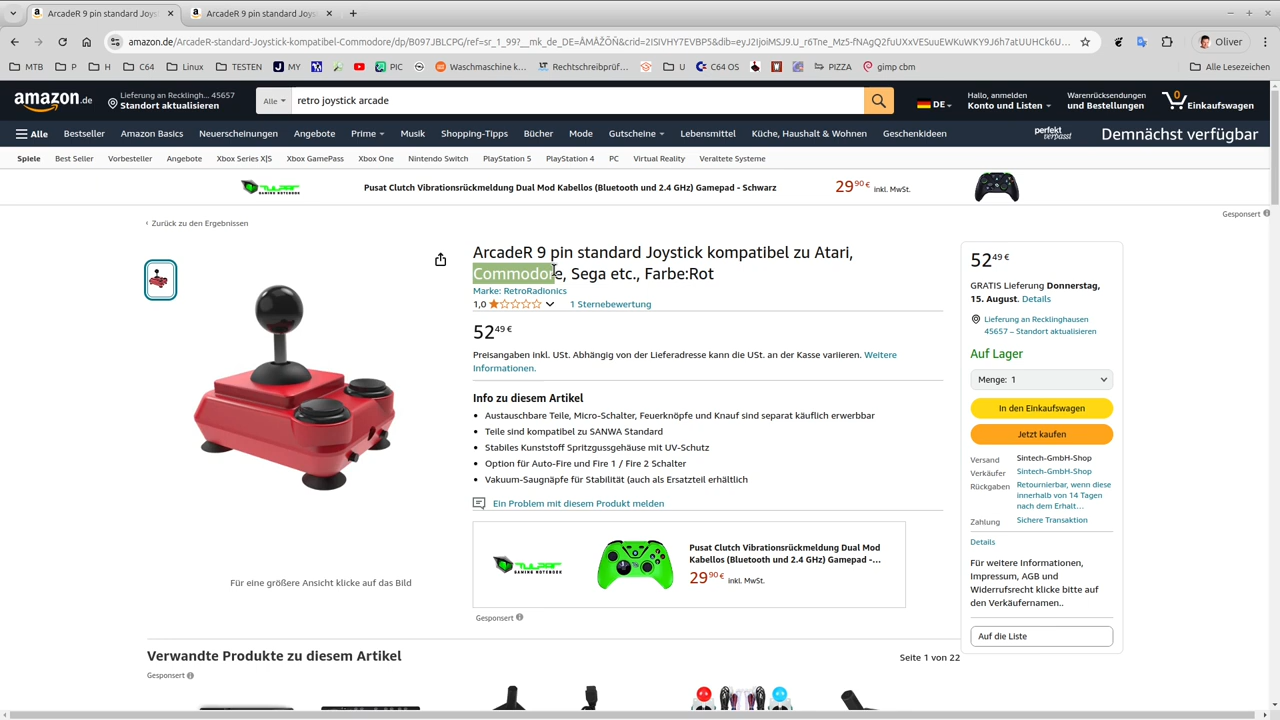 ArcadeR 9 pin standard Joyst
ArcadeR 9 pin standard Joyst
amazon.de/ArcadeR-standard-Joystick-kompatibel-Commodore/dp/B097JBLCPG/ref=sr_1_99?__mk_de_DE=ÅMÅŽÕÑ&crid=2ISIVHY7EVBP5&dib=eyJ2IjoiMSJ9.U_r6Tne_Mz5-fNAgQ2fuUXxVESuuEWKuWKY9J6h7atUUHCk6U...
Oliver
MTB P H C64 Linux TESTEN MY PIC Waschmaschine k... Rechtschreibprüf... U C64 OS PIZZA gimp cbm Alle Lesezeichen
amazon.de
Lieferung an Recklingh... 45657
Standort aktualisieren
Alle
retro joystick arcade
DE
Hallo, anmelden
Konto und Listen
Warenrücksendungen
und Bestellungen
0
Einkaufswagen
Alle Bestseller Amazon Basics Neuerscheinungen Angebote Prime Musik Shopping-Tipps Bücher Mode Gutscheine Lebensmittel Küche, Haushalt & Wohnen Geschenkideen
perfekt
verpasst
Demnächst verfügbar
Spiele Best Seller Vorbesteller Angebote Xbox Series X|S Xbox GamePass Xbox One Nintendo Switch PlayStation 5 PlayStation 4 PC Virtual Reality Veraltete Systeme
Pusat Clutch Vibrationsrückmeldung Dual Mod Kabellos (Bluetooth und 2.4 GHz) Gamepad - Schwarz
29 90 € inkl. MwSt.
Gesponsert
‹ Zurück zu den Ergebnissen
ArcadeR 9 pin standard Joystick kompatibel zu Atari,
Commodore, Sega etc., Farbe:Rot
Marke: RetroRadionics
1,0 1 Sternebewertung
52 49 €
Preisangaben inkl. USt. Abhängig von der Lieferadresse kann die USt. an der Kasse variieren. Weitere
Informationen.
Info zu diesem Artikel
• Austauschbare Teile, Micro-Schalter, Feuerknöpfe und Knauf sind separat käuflich erwerbbar
• Teile sind kompatibel zu SANWA Standard
• Stabiles Kunststoff Spritzgussgehäuse mit UV-Schutz
• Option für Auto-Fire und Fire 1 / Fire 2 Schalter
• Vakuum-Saugnäpfe für Stabilität (auch als Ersatzteil erhältlich
Ein Problem mit diesem Produkt melden
Pusat Clutch Vibrationsrückmeldung Dual Mod
Kabellos (Bluetooth und 2.4 GHz) Gamepad -...
29 90 € inkl. MwSt.
Gesponsert
Für eine größere Ansicht klicke auf das Bild
52 49 €
GRATIS Lieferung Donnerstag,
15. August. Details
Lieferung an Recklinghausen
45657 – Standort aktualisieren
Auf Lager
Menge: 1
In den Einkaufswagen
Jetzt kaufen
Versand Sintech-GmbH-Shop
Verkäufer Sintech-GmbH-Shop
Rückgaben Retournierbar, wenn diese
innerhalb von 14 Tagen
nach dem Erhalt...
Zahlung Sichere Transaktion
Details
Für weitere Informationen,
Impressum, AGB und
Widerrufsrecht klicke bitte auf
den Verkäufernamen..
Auf die Liste
Verwandte Produkte zu diesem Artikel
Seite 1 von 22
Gesponsert